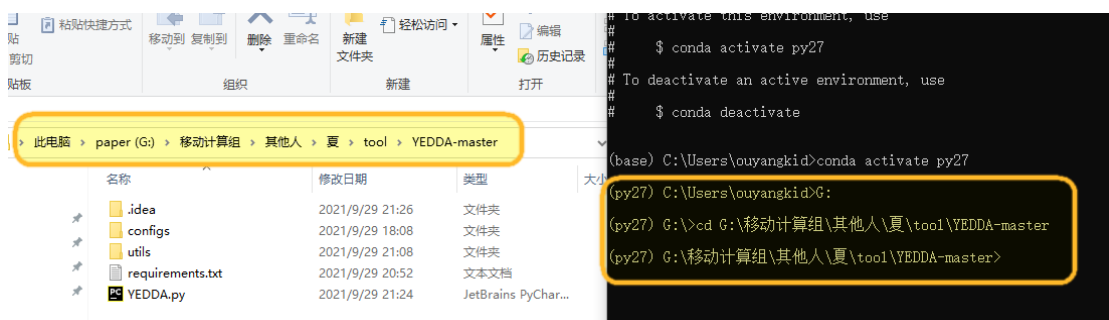 粘贴快捷方式
剪切
贴板
移动到
复制到
删除
重命名
组织
新建
文件夹
轻松访问
新建
属性
编辑
历史记录
打开
此电脑 > paper (G:) > 移动计算组 > 其他人 > 夏 > tool > YEDDA-master
名称 修改日期 类型
.idea 2021/9/29 21:26 文件夹
configs 2021/9/29 18:08 文件夹
utils 2021/9/29 21:08 文件夹
requirements.txt 2021/9/29 20:52 文本文档
YEDDA.py 2021/9/29 21:24 JetBrains PyChar...
# To activate this environment, use
#
# $ conda activate py27
#
# To deactivate an active environment, use
#
# $ conda deactivate
(base) C:\Users\ouyangkid>conda activate py27
(py27) C:\Users\ouyangkid>G:
(py27) G:\>cd G:\移动计算组\其他人\夏\tool\YEDDA-master
(py27) G:\移动计算组\其他人\夏\tool\YEDDA-master>